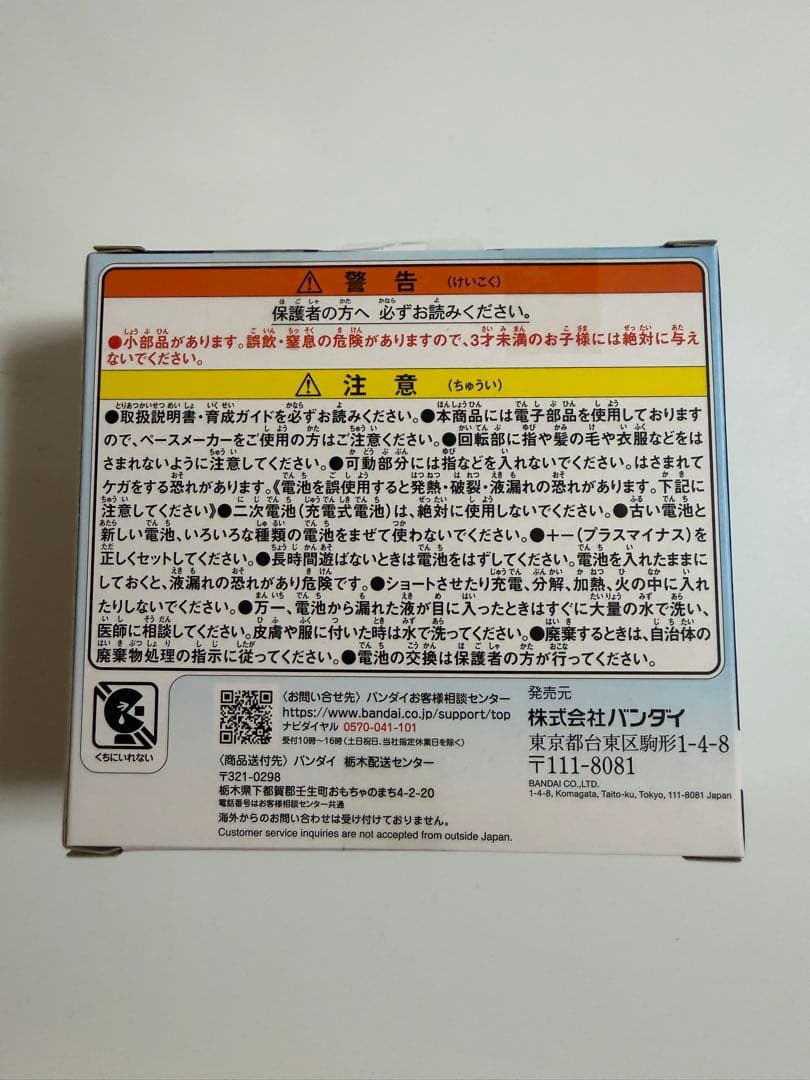 警告 (けいこく)
保護者の方へ 必ずお読みください。
●小部品があります。誤飲・窒息の危険がありますので、3才未満のお子様には絶対に与え
ないでください。
注意 (ちゅうい)
●取扱説明書・育成ガイドを必ずお読みください。●本商品には電子部品を使用しております
ので、ペースメーカーをご使用の方はご注意ください。●回転部に指や髪の毛や衣服などをは
さまれないように注意してください。●可動部分には指などを入れないでください。はさまれて
ケガをする恐れがあります。《電池を誤使用すると発熱・破裂・液漏れの恐れがあります。下記に
注意してください》●二次電池(充電式電池)は、絶対に使用しないでください。●古い電池と
新しい電池、いろいろな種類の電池をまぜて使わないでください。●+-(プラスマイナス)を
正しくセットしてください。●長時間遊ばないときは電池をはずしてください。電池を入れたままに
しておくと、液漏れの恐れがあり危険です。●ショートさせたり充電、分解、加熱、火の中に入れ
たりしないでください。●万一、電池から漏れた液が目に入ったときはすぐに大量の水で洗い、
医師に相談してください。皮膚や服に付いた時は水で洗ってください。●廃棄するときは、自治体の
廃棄物処理の指示に従ってください。●電池の交換は保護者の方が行ってください。
くちにいれない
〈お問い合せ先〉バンダイお客様相談センター
https://www.bandai.co.jp/support/top
ナビダイヤル 0570-041-101
受付10時〜16時(土日祝日、当社指定休業日を除く)
〈商品送付先〉バンダイ 栃木配送センター
〒321-0298
栃木県下都賀郡壬生町おもちゃのまち4-2-20
電話番号はお客様相談センター共通
海外からのお問い合わせは受け付けておりません。
Customer service inquiries are not accepted from outside Japan.
発売元
株式会社バンダイ
東京都台東区駒形1-4-8
〒111-8081
BANDAI CO.,LTD.
1-4-8, Komagata, Taito-ku, Tokyo, 111-8081 Japan